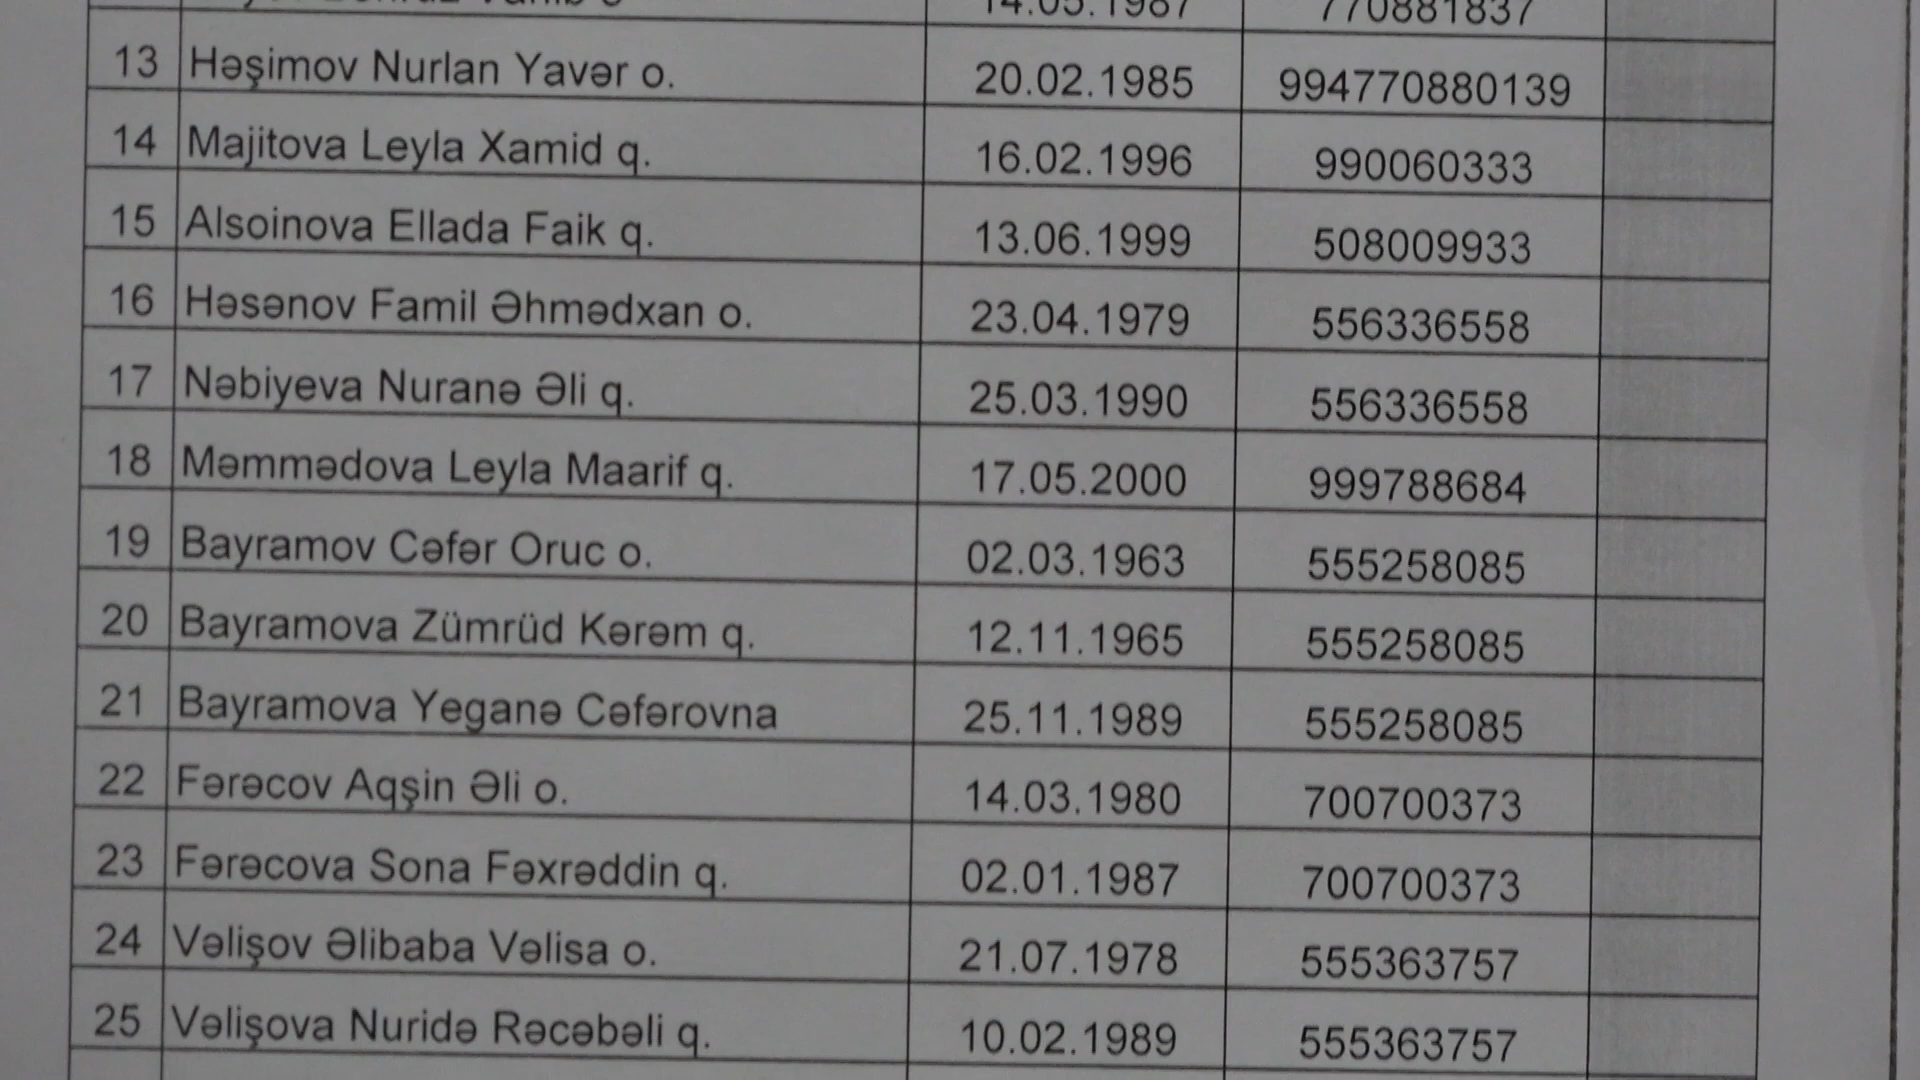 14.05.1987 770881837
13 Həşimov Nurlan Yavər o. 20.02.1985 994770880139
14 Majitova Leyla Xamid q. 16.02.1996 990060333
15 Alsoinova Ellada Faik q. 13.06.1999 508009933
16 Həsənov Famil Əhmədxan o. 23.04.1979 556336558
17 Nəbiyeva Nuranə Əli q. 25.03.1990 556336558
18 Məmmədova Leyla Maarif q. 17.05.2000 999788684
19 Bayramov Cəfər Oruc o. 02.03.1963 555258085
20 Bayramova Zümrüd Kərəm q. 12.11.1965 555258085
21 Bayramova Yeganə Cəfərovna 25.11.1989 555258085
22 Fərəcov Aqşin Əli o. 14.03.1980 700700373
23 Fərəcova Sona Fəxrəddin q. 02.01.1987 700700373
24 Vəlişov Əlibaba Vəlisa o. 21.07.1978 555363757
25 Vəlişova Nuridə Rəcəbəli q. 10.02.1989 555363757